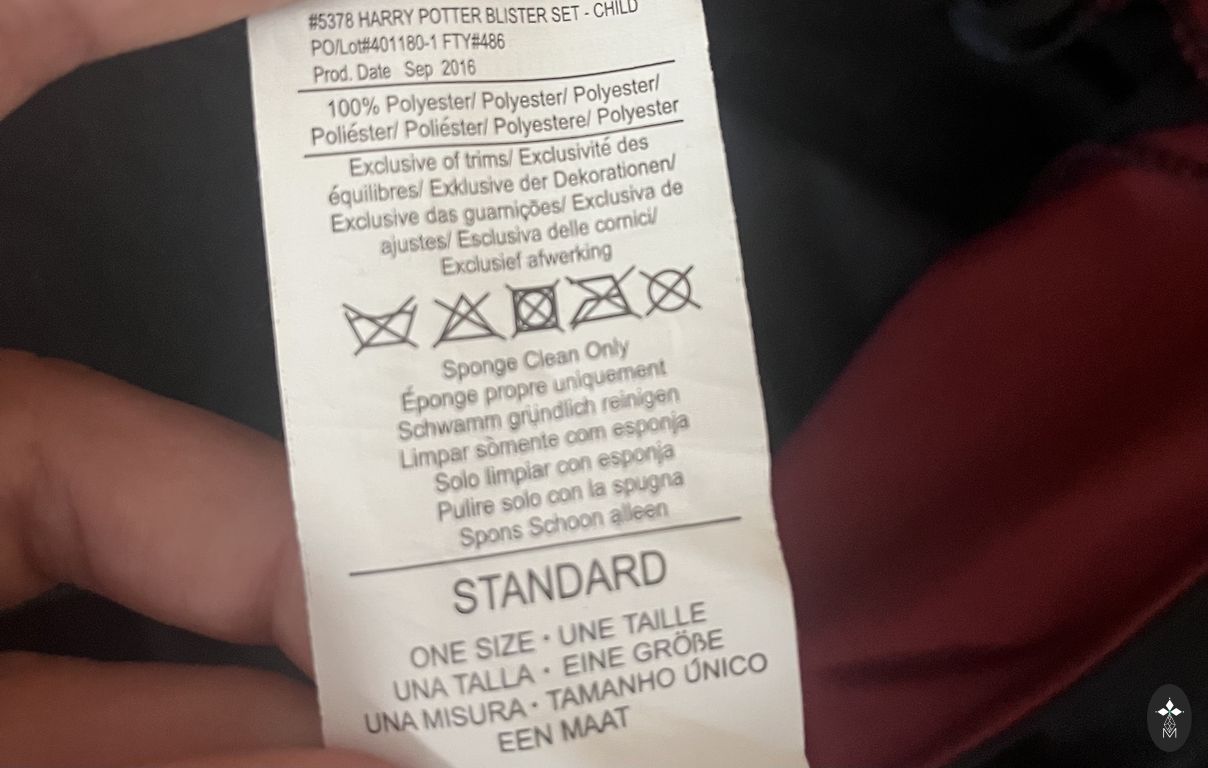 #5378 HARRY POTTER BLISTER SET - CHILD
PO/Lot#401180-1 FTY#486
Prod. Date Sep 2016
100% Polyester/ Polyester/ Polyester/
Poliéster/ Poliéster/ Polyestere/ Polyester
Exclusive of trims/ Exclusivité des
équilibres/ Exklusive der Dekorationen/
Exclusive das guarnições/ Exclusiva de
ajustes/ Esclusiva delle cornici/
Exclusief afwerking
Sponge Clean Only
Éponge propre uniquement
Schwamm gründlich reinigen
Limpar sòmente com esponja
Solo limpiar con esponja
Pulire solo con la spugna
Spons Schoon alleen
STANDARD
ONE SIZE • UNE TAILLE
UNA TALLA • EINE GRÖßE
UNA MISURA • TAMANHO ÚNICO
EEN MAAT
M